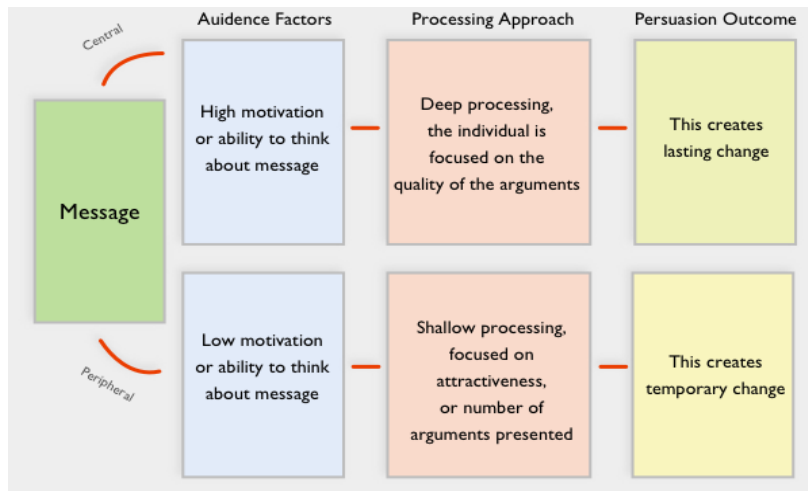 Auidence Factors
Processing Approach
Persuasion Outcome
Central
High motivation
or ability to think
about message
Deep processing,
the individual is
focused on the
quality of the arguments
This creates
lasting change
Message
Peripheral
Low motivation
or ability to think
about message
Shallow processing,
focused on
attractiveness,
or number of
arguments presented
This creates
temporary change